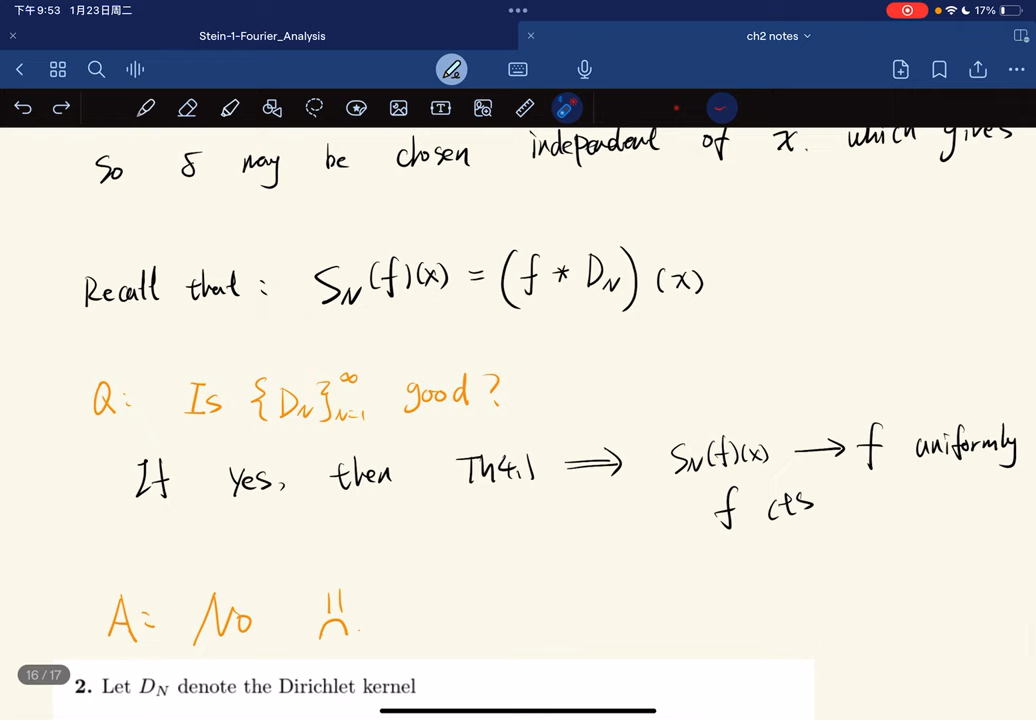 下午9:53 1月23日周二
17%
Stein-1-Fourier_Analysis
ch2 notes
So δ may be chosen independent of x. which gives
Recall that: S_N(f)(x) = (f * D_N)(x)
Q: Is {D_N}_{N=1}^∞ good?
If yes, then Th4.1 ⟹ S_N(f)(x) → f uniformly
f cts
A: No
16 / 17
2. Let D_N denote the Dirichlet kernel